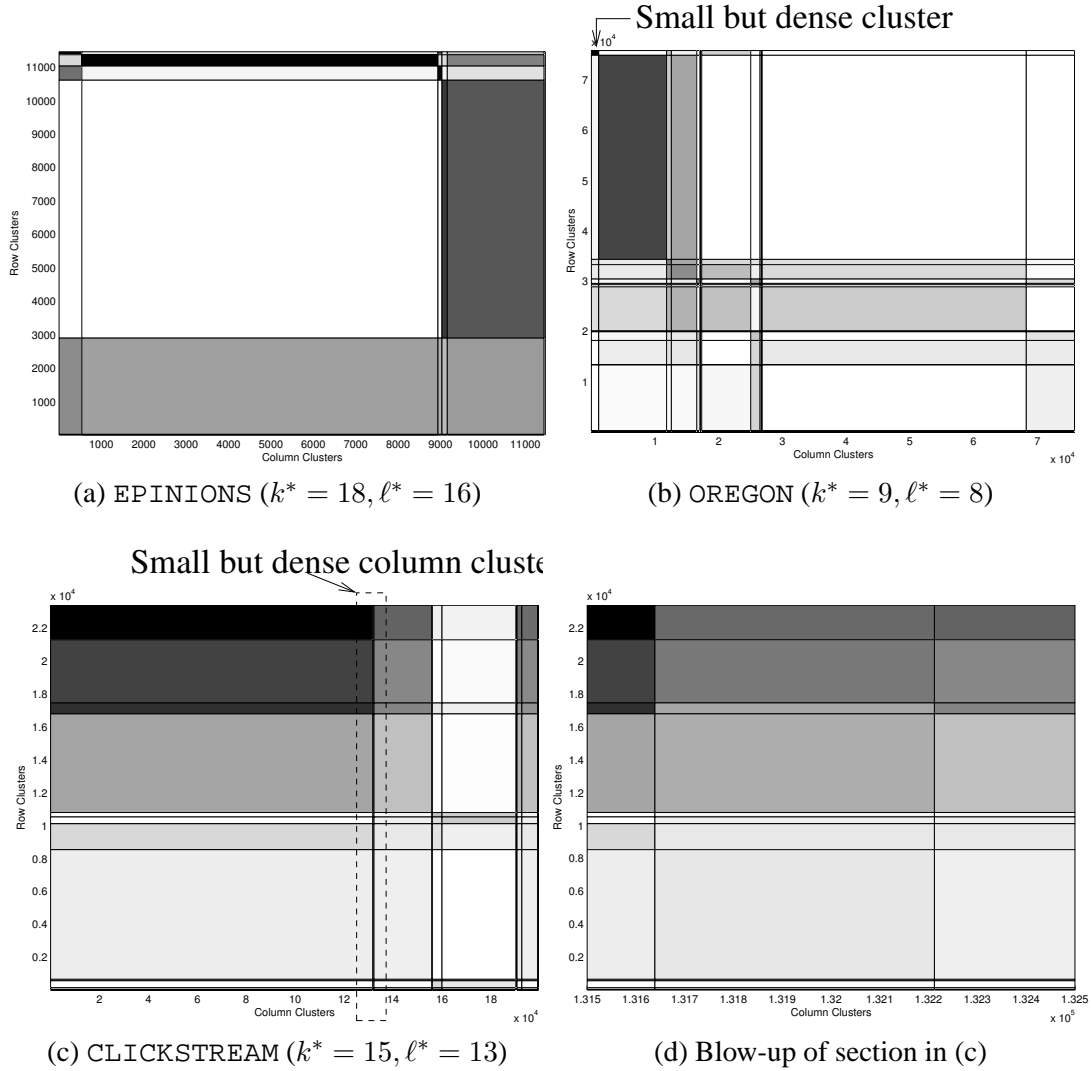 Small but dense cluster
x 10^4
11000
10000
9000
8000
7000
6000
5000
4000
3000
2000
1000
Row Clusters
1000 2000 3000 4000 5000 6000 7000 8000 9000 10000 11000
Column Clusters
7
6
5
4
3
2
1
Row Clusters
1 2 3 4 5 6 7
Column Clusters
x 10^4
(a) EPINIONS (k* = 18, ℓ* = 16)
(b) OREGON (k* = 9, ℓ* = 8)
Small but dense column cluste
x 10^4
2.2
2
1.8
1.6
1.4
1.2
1
0.8
0.6
0.4
0.2
Row Clusters
2 4 6 8 10 12 14 16 18
Column Clusters
x 10^4
x 10^4
2.2
2
1.8
1.6
1.4
1.2
1
0.8
0.6
0.4
0.2
Row Clusters
1.315 1.316 1.317 1.318 1.319 1.32 1.321 1.322 1.323 1.324 1.325
Column Clusters
x 10^5
(c) CLICKSTREAM (k* = 15, ℓ* = 13)
(d) Blow-up of section in (c)